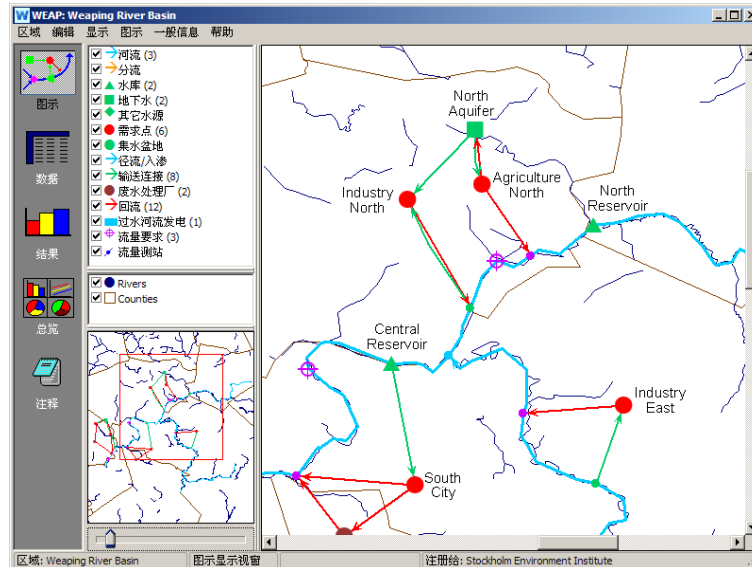 WEAP: Weaping River Basin
区域 编辑 显示 图示 一般信息 帮助
图示
数据
结果
总览
注释
河流 (3)
分流
水库 (2)
地下水 (2)
其它水源
需求点 (6)
集水盆地
径流/入渗
输送连接 (8)
废水处理厂 (2)
回流 (12)
过水河流发电 (1)
流量要求 (3)
流量测站
Rivers
Counties
North
Aquifer
Industry
North
Agriculture
North
North
Reservoir
Central
Reservoir
Industry
East
South
City
区域: Weaping River Basin 图示显示视窗 注册给: Stockholm Environment Institute